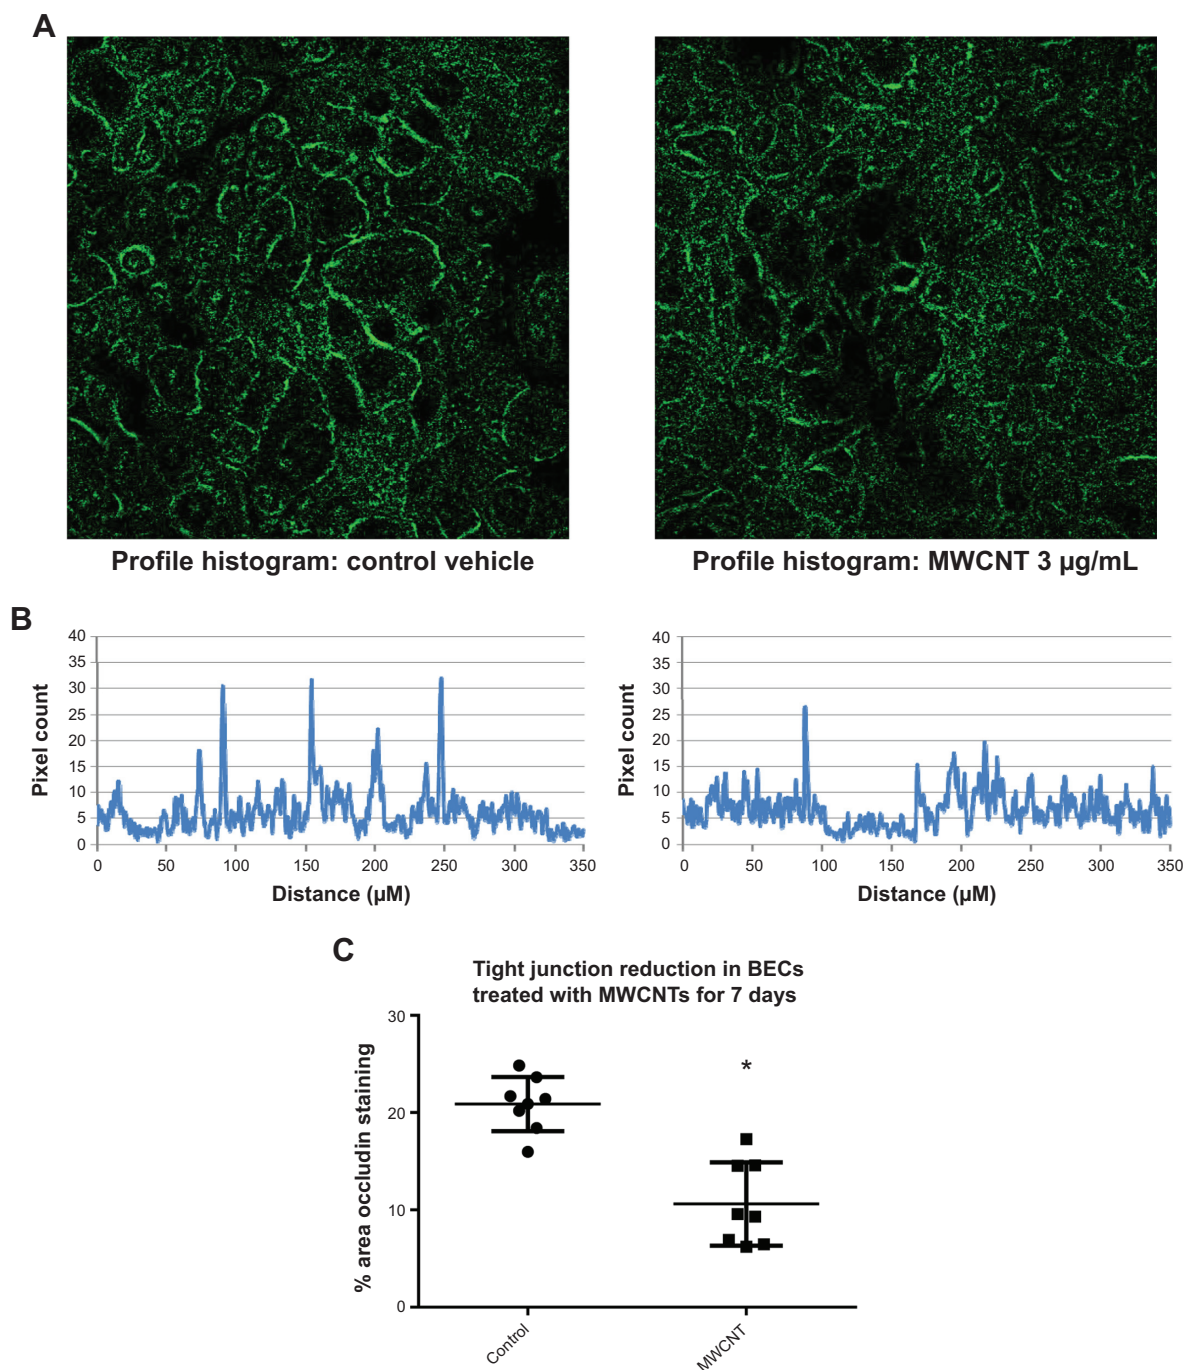 A
Profile histogram: control vehicle
Profile histogram: MWCNT 3 µg/mL
B
Pixel count
40
35
30
25
20
15
10
5
0
0 50 100 150 200 250 300 350
Distance (µM)
Pixel count
40
35
30
25
20
15
10
5
0
0 50 100 150 200 250 300 350
Distance (µM)
C
Tight junction reduction in BECs
treated with MWCNTs for 7 days
% area occludin staining
30
20
10
0
*
Control
MWCNT